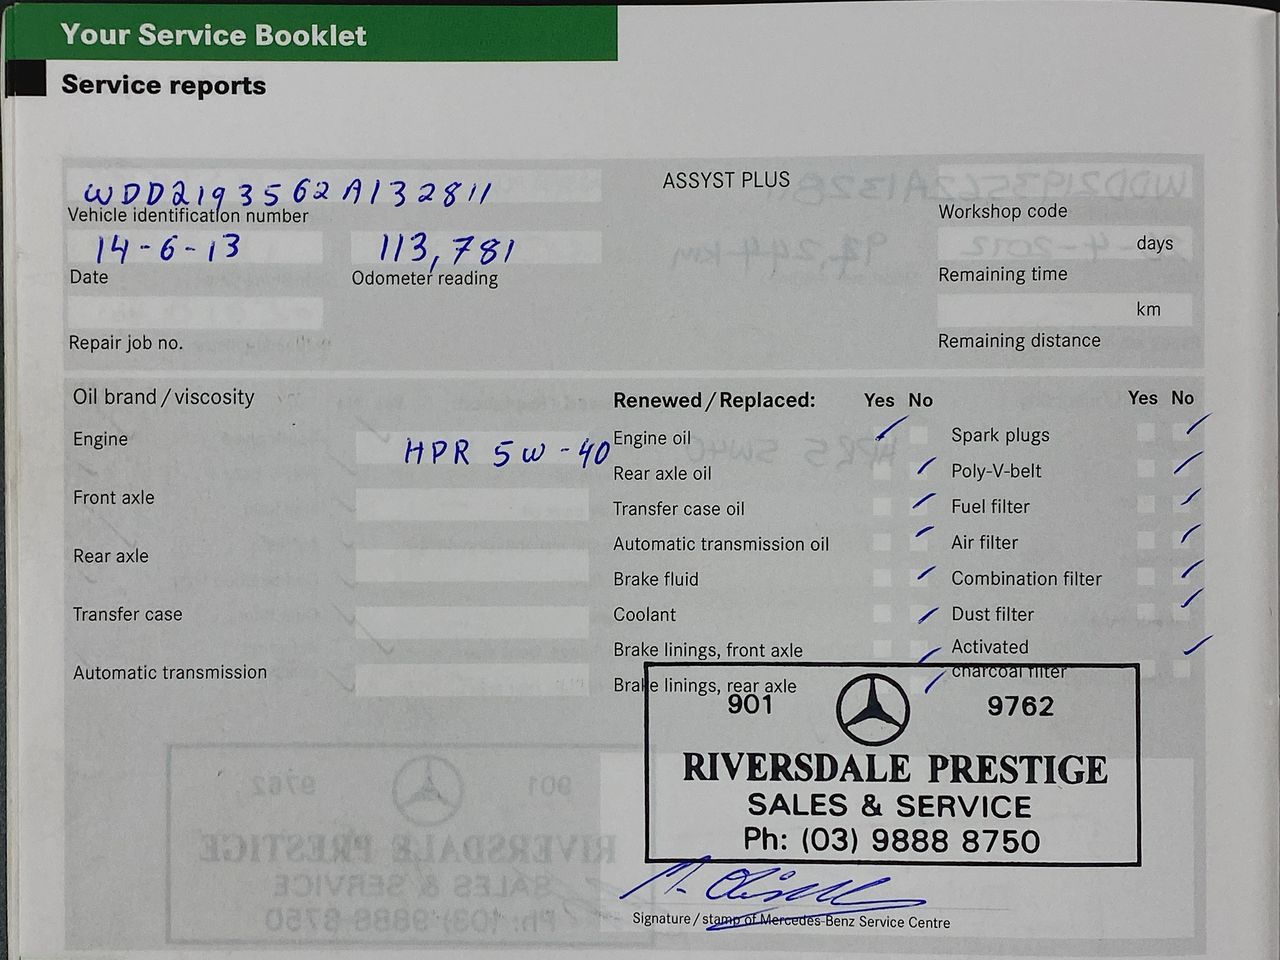 Your Service Booklet
Service reports
WDD2193562A132811
Vehicle identification number
ASSYST PLUS
Workshop code
14-6-13
113,781
days
Date
Odometer reading
Remaining time
km
Repair job no.
Remaining distance
Oil brand / viscosity
Renewed / Replaced: Yes No
Yes No
Engine
HPR 5W-40
Engine oil
Spark plugs
Rear axle oil
Poly-V-belt
Front axle
Transfer case oil
Fuel filter
Rear axle
Automatic transmission oil
Air filter
Brake fluid
Combination filter
Transfer case
Coolant
Dust filter
Brake linings, front axle
Activated
charcoal filter
Automatic transmission
Brake linings, rear axle
901 9762
RIVERSDALE PRESTIGE
SALES & SERVICE
Ph: (03) 9888 8750
Signature / stamp of Mercedes-Benz Service Centre